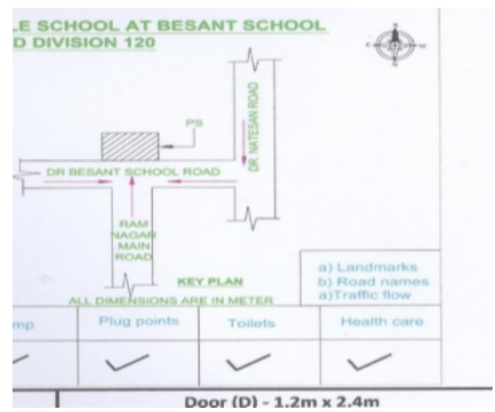 LE SCHOOL AT BESANT SCHOOL
D DIVISION 120
PS
DR. NATESAN ROAD
DR BESANT SCHOOL ROAD
RAM
NAGAR
MAIN
ROAD
KEY PLAN
ALL DIMENSIONS ARE IN METER
a) Landmarks
b) Road names
a)Traffic flow
mp Plug points Toilets Health care
Door (D) - 1.2m x 2.4m